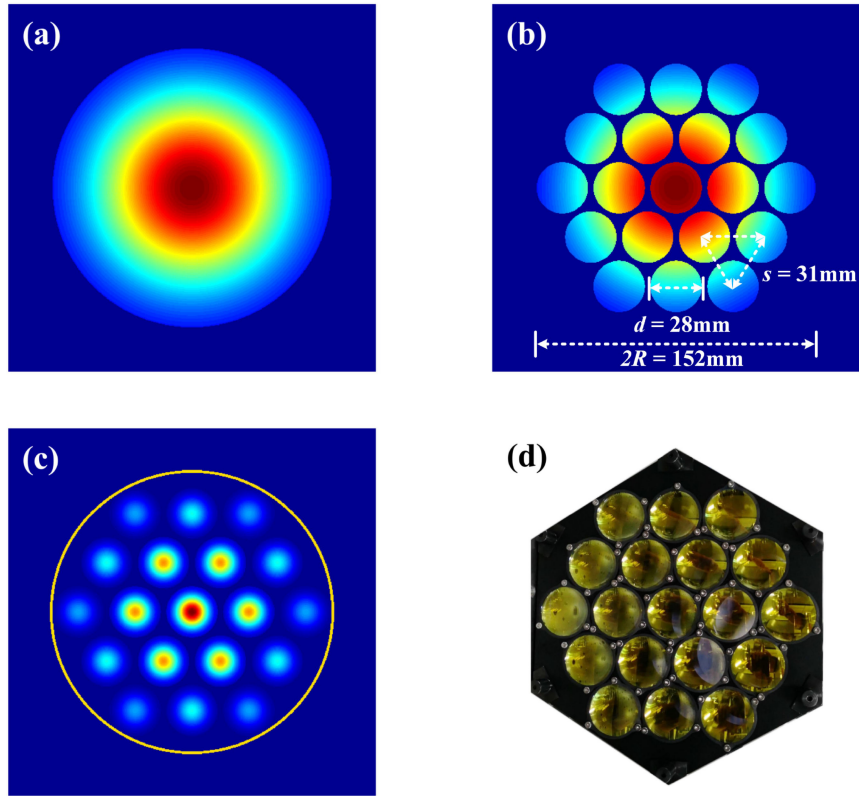 (a)
(b)
s = 31mm
d = 28mm
2R = 152mm
(c)
(d)